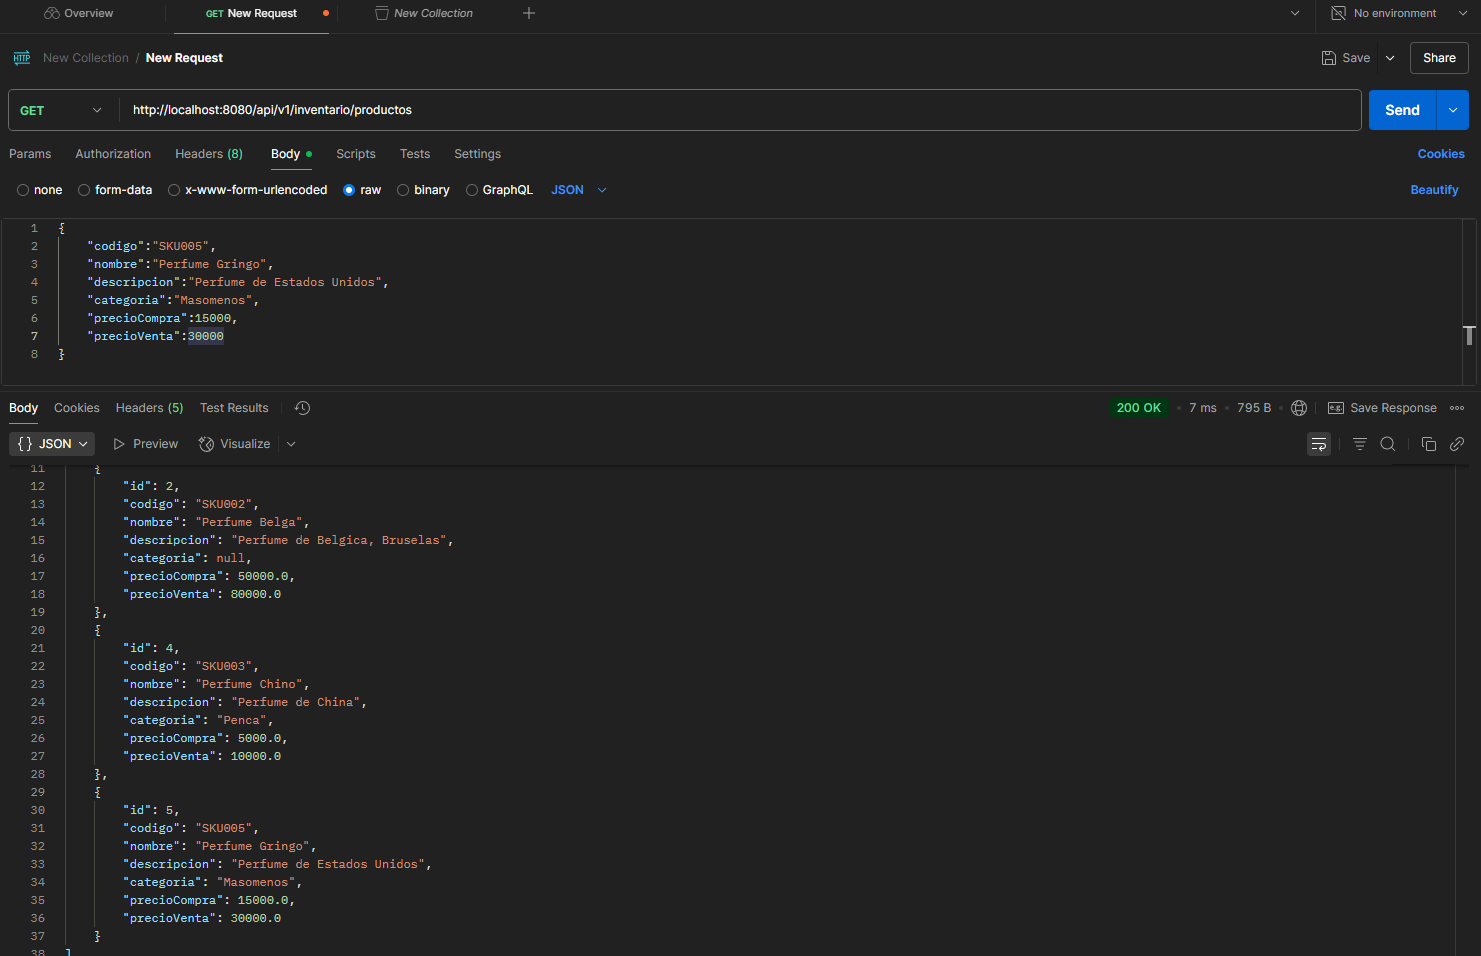 Overview
GET New Request
New Collection
No environment
HTTP
New Collection / New Request
Save
Share
GET
http://localhost:8080/api/v1/inventario/productos
Send
Params
Authorization
Headers (8)
Body
Scripts
Tests
Settings
Cookies
none
form-data
x-www-form-urlencoded
raw
binary
GraphQL
JSON
Beautify
1 {
2 "codigo":"SKU005",
3 "nombre":"Perfume Gringo",
4 "descripcion":"Perfume de Estados Unidos",
5 "categoria":"Masomenos",
6 "precioCompra":15000,
7 "precioVenta":30000
8 }
Body
Cookies
Headers (5)
Test Results
200 OK
7 ms
795 B
e.g.
Save Response
{} JSON
Preview
Visualize
11 {
12 "id": 2,
13 "codigo": "SKU002",
14 "nombre": "Perfume Belga",
15 "descripcion": "Perfume de Belgica, Bruselas",
16 "categoria": null,
17 "precioCompra": 50000.0,
18 "precioVenta": 80000.0
19 },
20 {
21 "id": 4,
22 "codigo": "SKU003",
23 "nombre": "Perfume Chino",
24 "descripcion": "Perfume de China",
25 "categoria": "Penca",
26 "precioCompra": 5000.0,
27 "precioVenta": 10000.0
28 },
29 {
30 "id": 5,
31 "codigo": "SKU005",
32 "nombre": "Perfume Gringo",
33 "descripcion": "Perfume de Estados Unidos",
34 "categoria": "Masomenos",
35 "precioCompra": 15000.0,
36 "precioVenta": 30000.0
37 }
38 ]